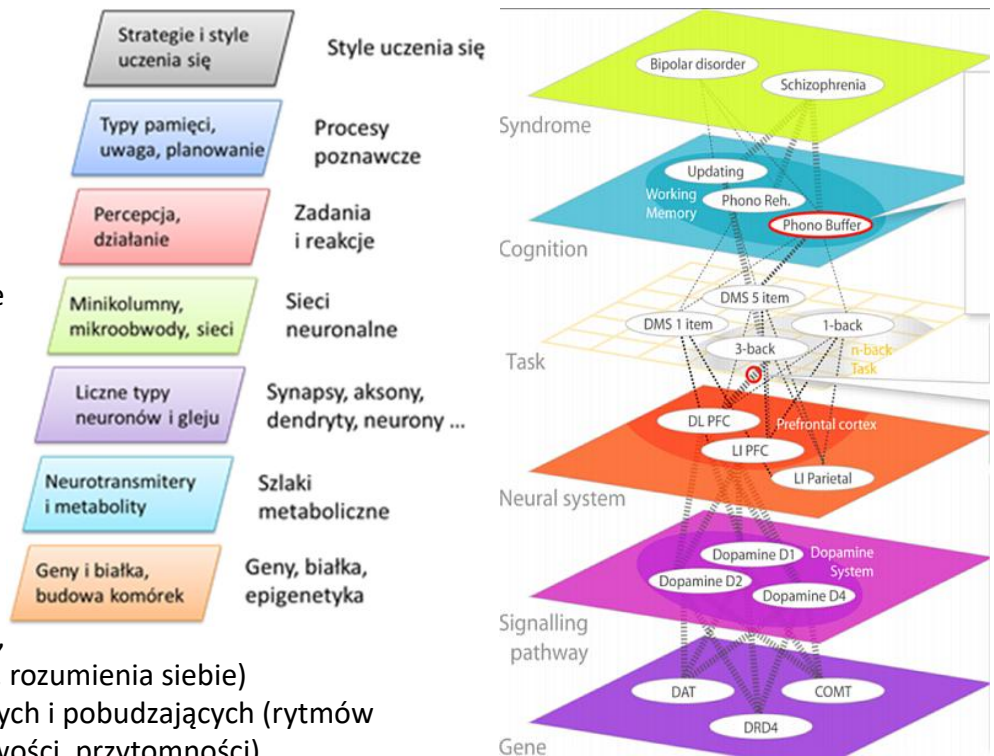 Strategie i style
uczenia się
Style uczenia się
Typy pamięci,
uwaga, planowanie
Procesy
poznawcze
Percepcja,
działanie
Zadania
i reakcje
e
Minikolumny,
mikroobwody, sieci
Sieci
neuronalne
Liczne typy
neuronów i gleju
Synapsy, aksony,
dendryty, neurony ...
Neurotransmitery
i metabolity
Szlaki
metaboliczne
Geny i białka,
budowa komórek
Geny, białka,
epigenetyka
,
rozumienia siebie)
ych i pobudzających (rytmów
wości, przytomności)
Bipolar disorder
Schizophrenia
Syndrome
Updating
Working
Memory
Phono Reh.
Phono Buffer
Cognition
DMS 5 item
DMS 1 item
1-back
3-back
n-back
Task
Task
DL PFC
Prefrontal cortex
LI PFC
LI Parietal
Neural system
Dopamine D1
Dopamine
System
Dopamine D2
Dopamine D4
Signalling
pathway
DAT
COMT
DRD4
Gene